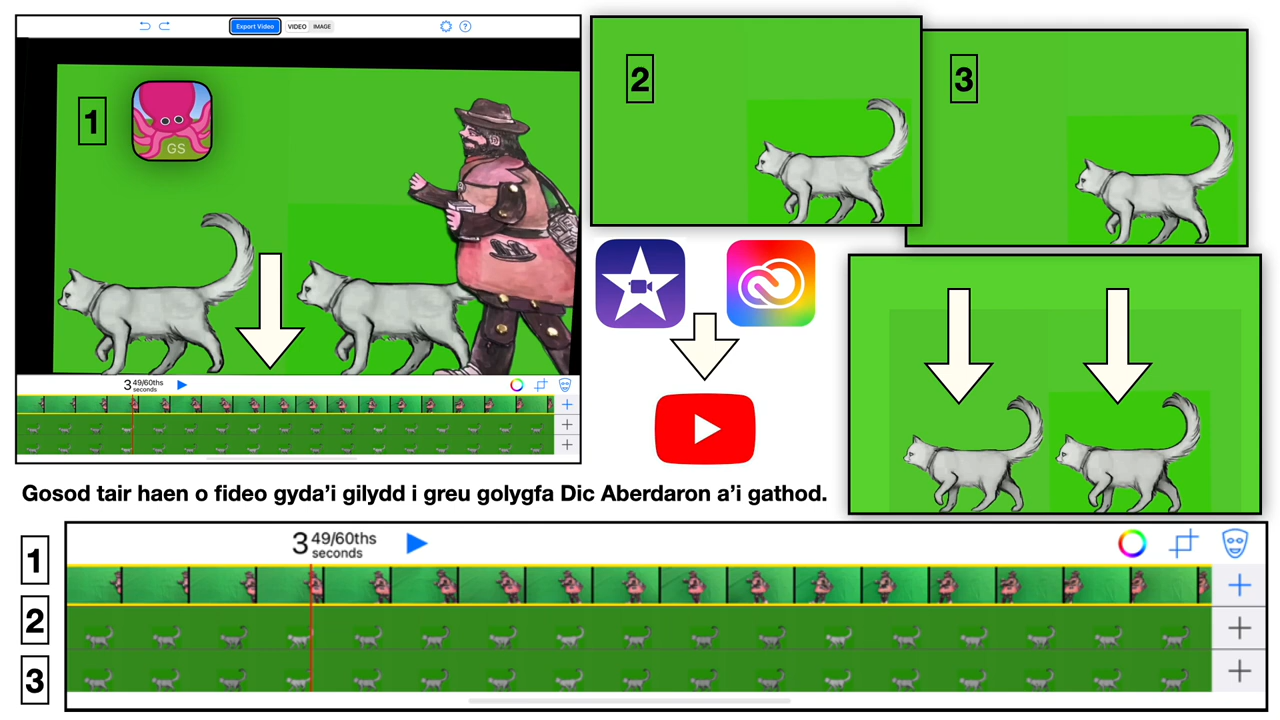 Export Video VIDEO IMAGE ?
1
GS
2
3
3 49/60ths seconds
Gosod tair haen o fideo gyda’i gilydd i greu golygfa Dic Aberdaron a’i gathod.
3 49/60ths seconds
1
2
3